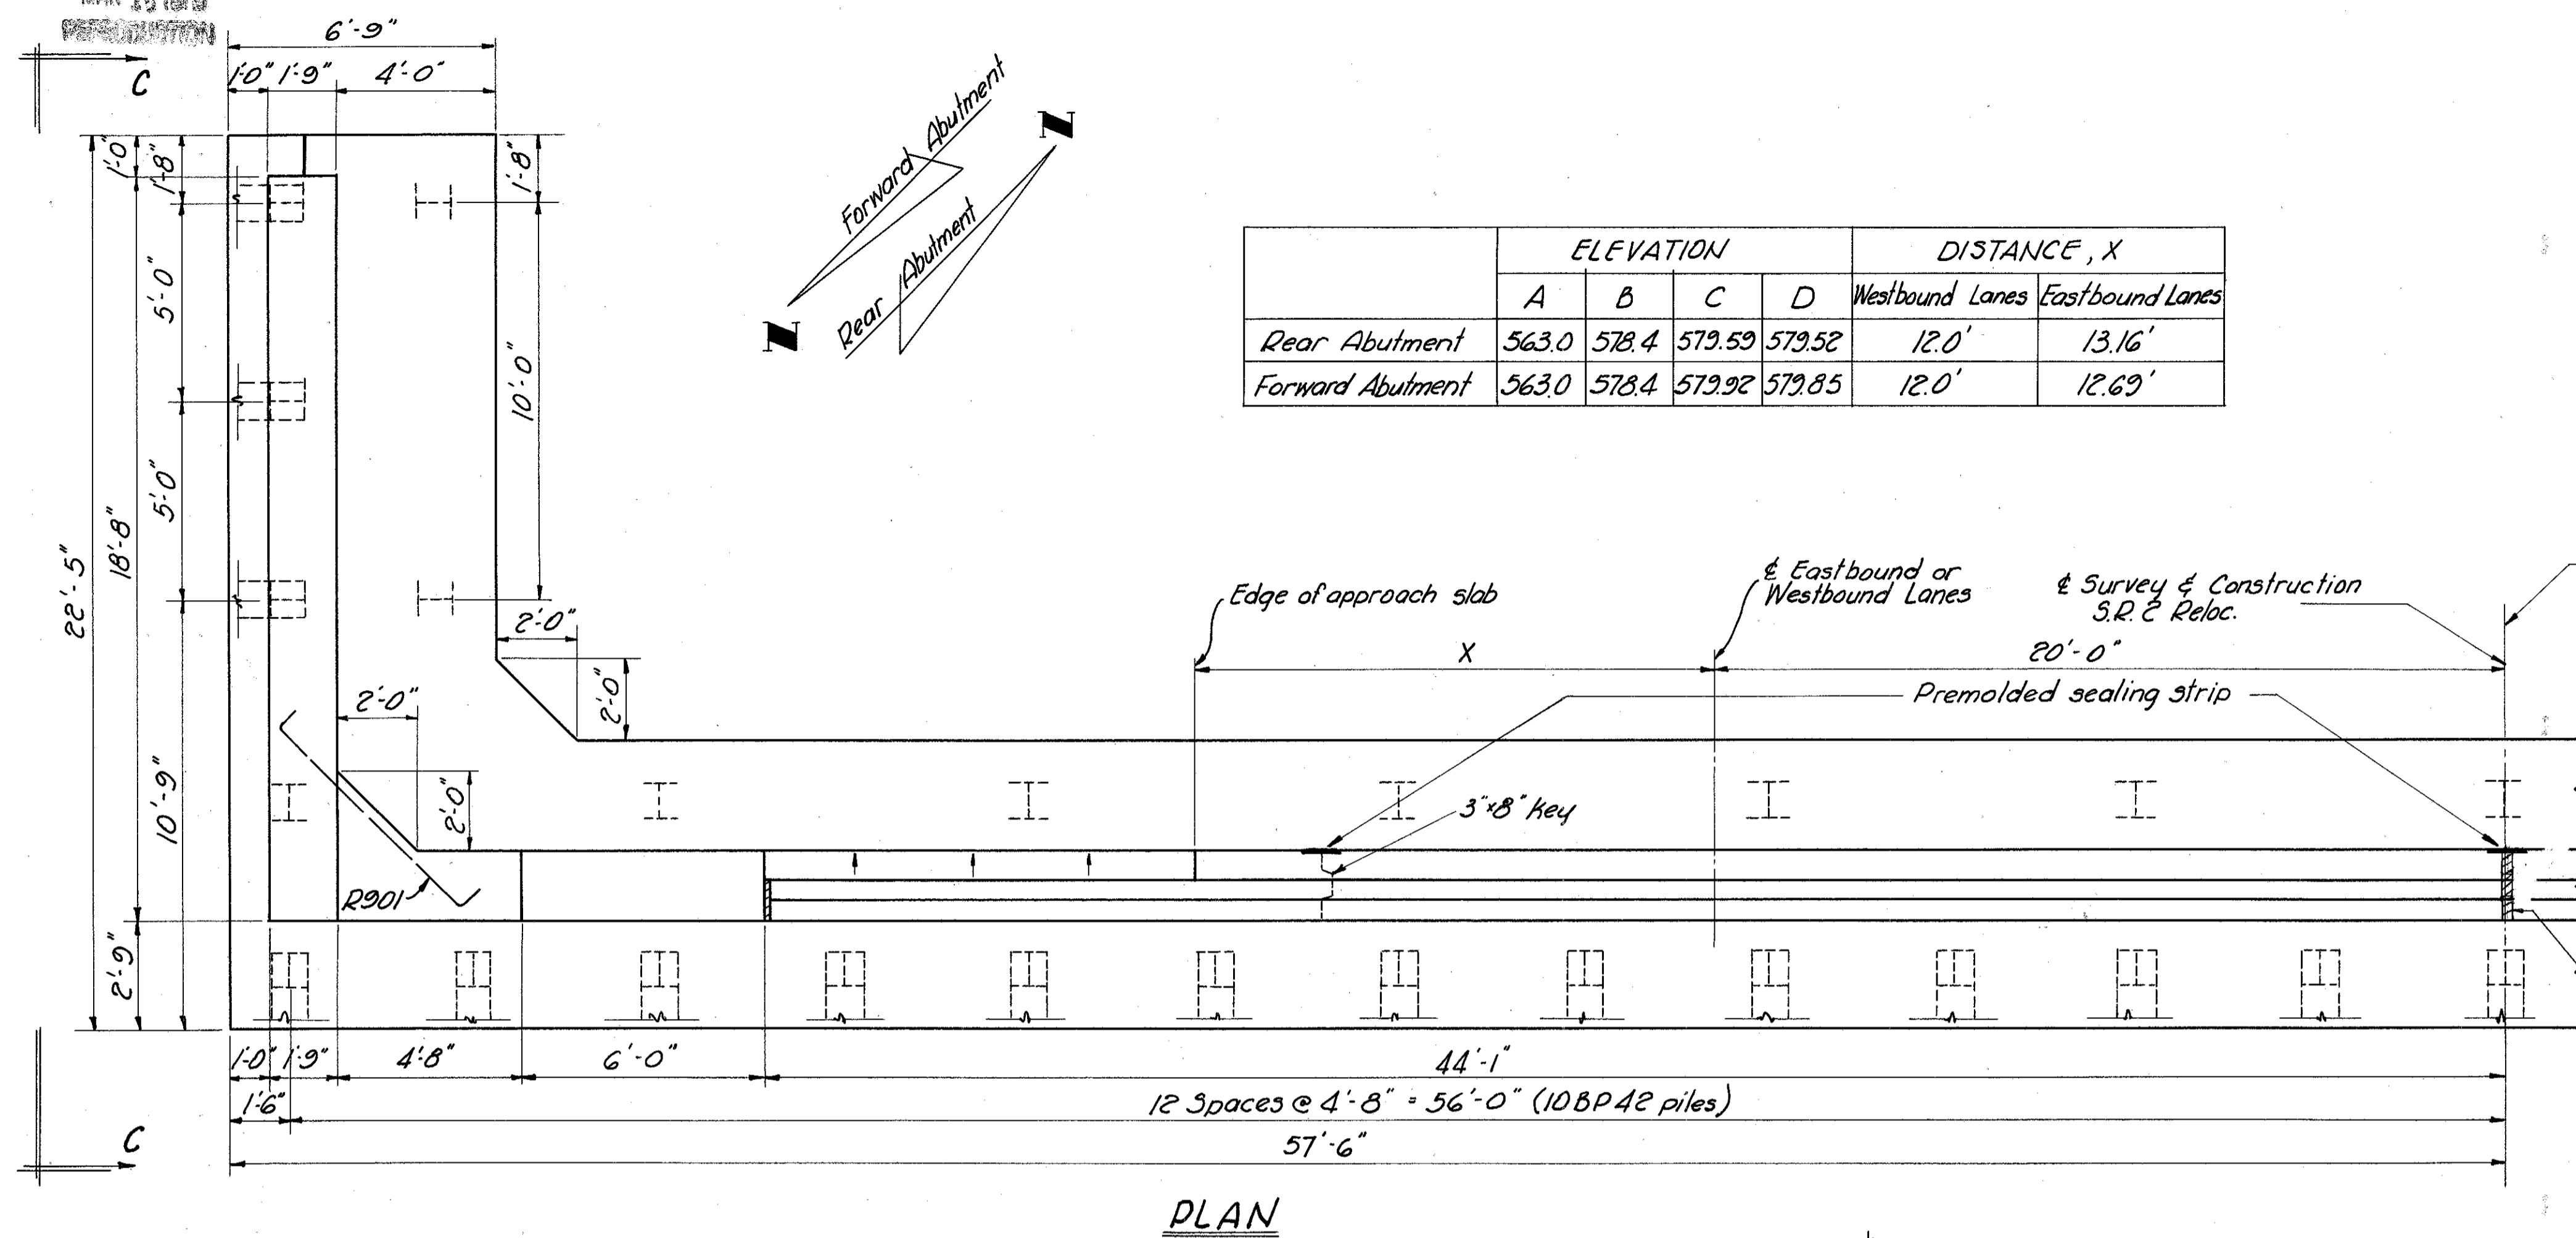 6'-9"
1'-0" 1'-9" 4'-0"
C
1'-0"
1'-8"
1'-8"
5'-0"
10'-0"
5'-0"
18'-8"
22'-5"
10'-9"
2'-9"
Forward Abutment
N
Rear Abutment
N
ELEVATION DISTANCE, X
A B C D Westbound Lanes Eastbound Lanes
Rear Abutment 563.0 578.4 579.59 579.52 12.0' 13.16'
Forward Abutment 563.0 578.4 579.92 579.85 12.0' 12.69'
2'-0"
2'-0"
2'-0"
2'-0"
R901
Edge of approach slab
℄ Eastbound or
Westbound Lanes
℄ Survey & Construction
S.R. 2 Reloc.
X
20'-0"
Premolded sealing strip
3"x8" Key
1'-0" 1'-9" 4'-8" 6'-0" 44'-1"
1'-6" 12 Spaces @ 4'-8" = 56'-0" (10 BP 42 piles)
57'-6"
C
PLAN